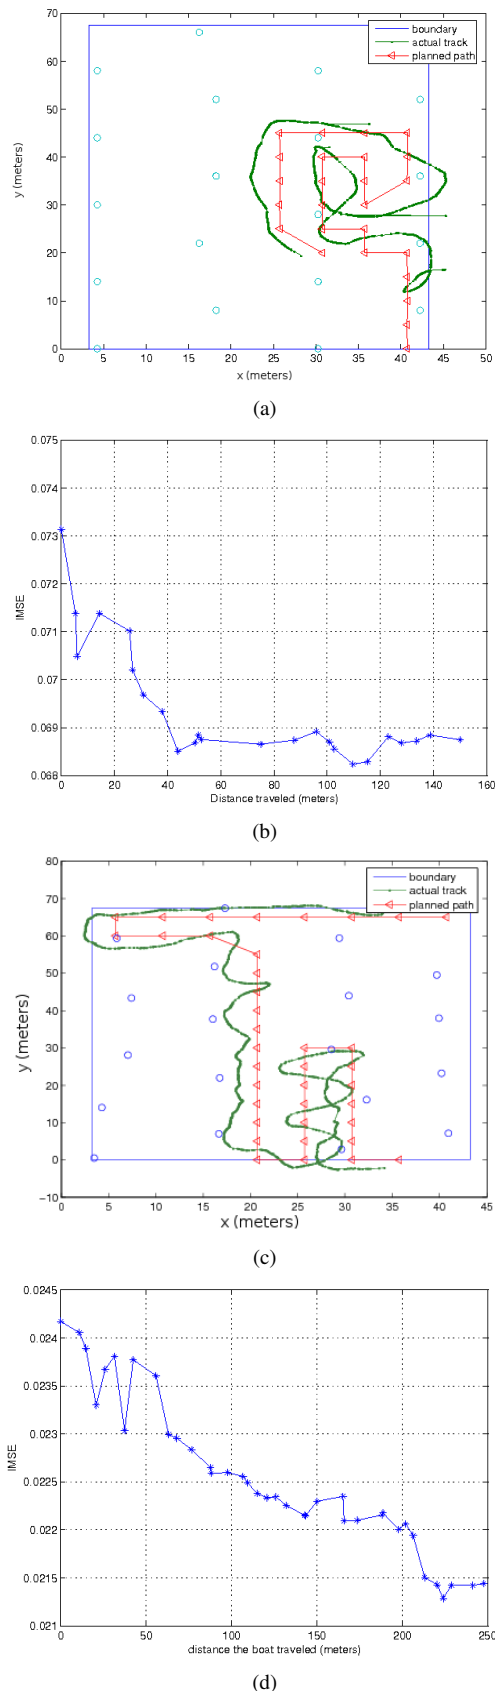 70
60
50
40
30
20
10
0
y (meters)
boundary
actual track
planned path
0 5 10 15 20 25 30 35 40 45 50
x (meters)
(a)
0.075
0.074
0.073
0.072
0.071
0.07
0.069
0.068
IMSE
0 20 40 60 80 100 120 140 160
Distance traveled (meters)
(b)
80
70
60
50
40
30
20
10
0
−10
y (meters)
boundary
actual track
planned path
0 5 10 15 20 25 30 35 40 45
x (meters)
(c)
0.0245
0.024
0.0235
0.023
0.0225
0.022
0.0215
0.021
IMSE
0 50 100 150 200 250
distance the boat traveled (meters)
(d)